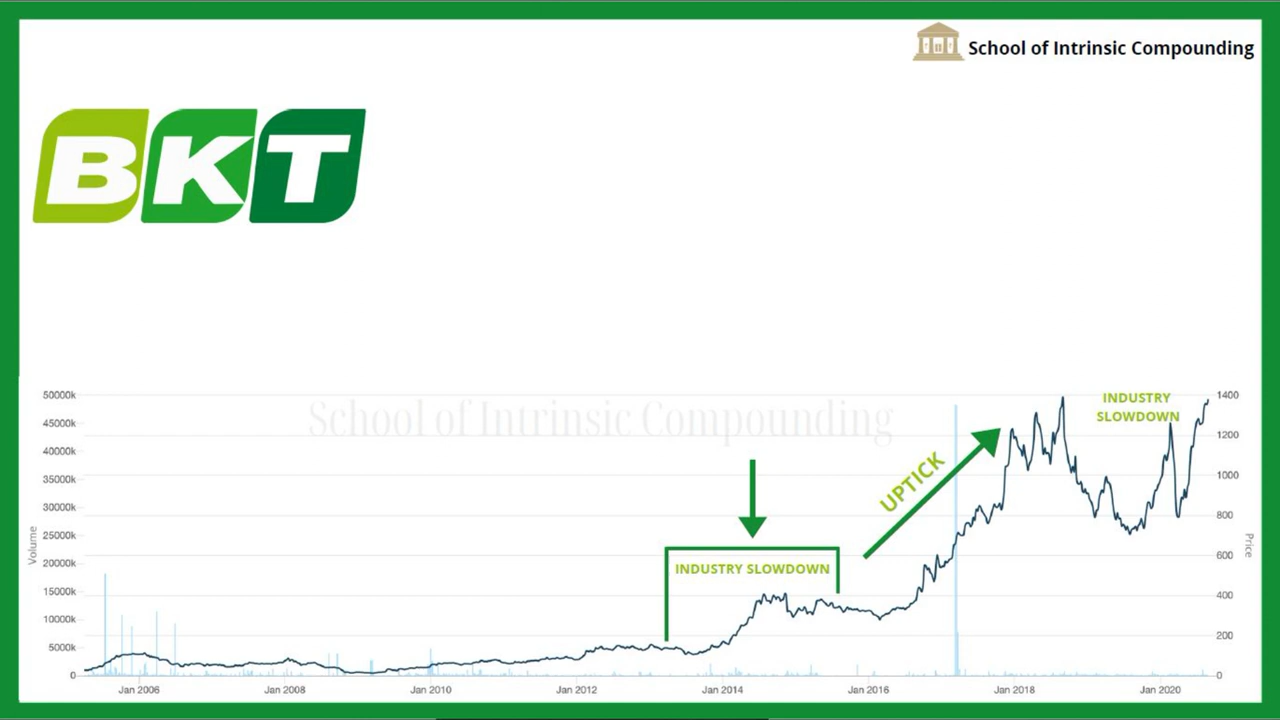 School of Intrinsic Compounding
BKT
School of Intrinsic Compounding
50000k
45000k
40000k
35000k
30000k
25000k
20000k
15000k
10000k
5000k
0
Volume
INDUSTRY SLOWDOWN
UPTICK
INDUSTRY
SLOWDOWN
1400
1200
1000
800
600
400
200
0
Price
Jan 2006
Jan 2008
Jan 2010
Jan 2012
Jan 2014
Jan 2016
Jan 2018
Jan 2020